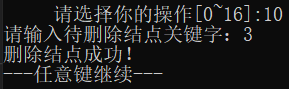 请选择你的操作[0~16]:10
请输入待删除结点关键字：3
删除结点成功！
---任意键继续---